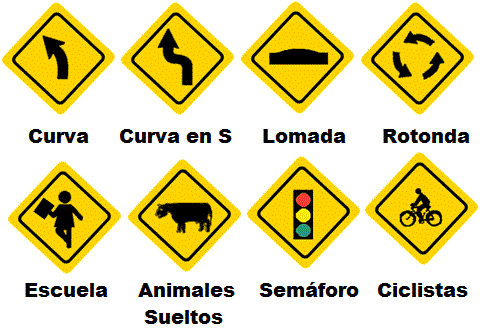 Curva Curva en S Lomada Rotonda
Escuela Animales Semáforo Ciclistas
Sueltos